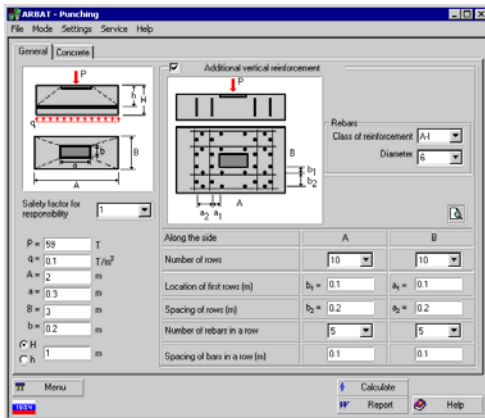 ARBAT - Punching
File Mode Settings Service Help
General Concrete
P
h H
q
b B
a
A
Safety factor for responsibility 1
P = 59 T
q = 0.1 T/m²
A = 2 m
a = 0.3 m
B = 3 m
b = 0.2 m
H
h
1 m
Additional vertical reinforcement
P
B
b₁
b₂
A
a₂ a₁
Rebars
Class of reinforcement A-I
Diameter 6
Along the side A B
Number of rows 10 10
Location of first rows (m) b₁ = 0.1 a₁ = 0.1
Spacing of rows (m) b₂ = 0.2 a₂ = 0.2
Number of rebars in a row 5 5
Spacing of bars in a row (m) 0.1 0.1
Menu
Calculate
Report
Help